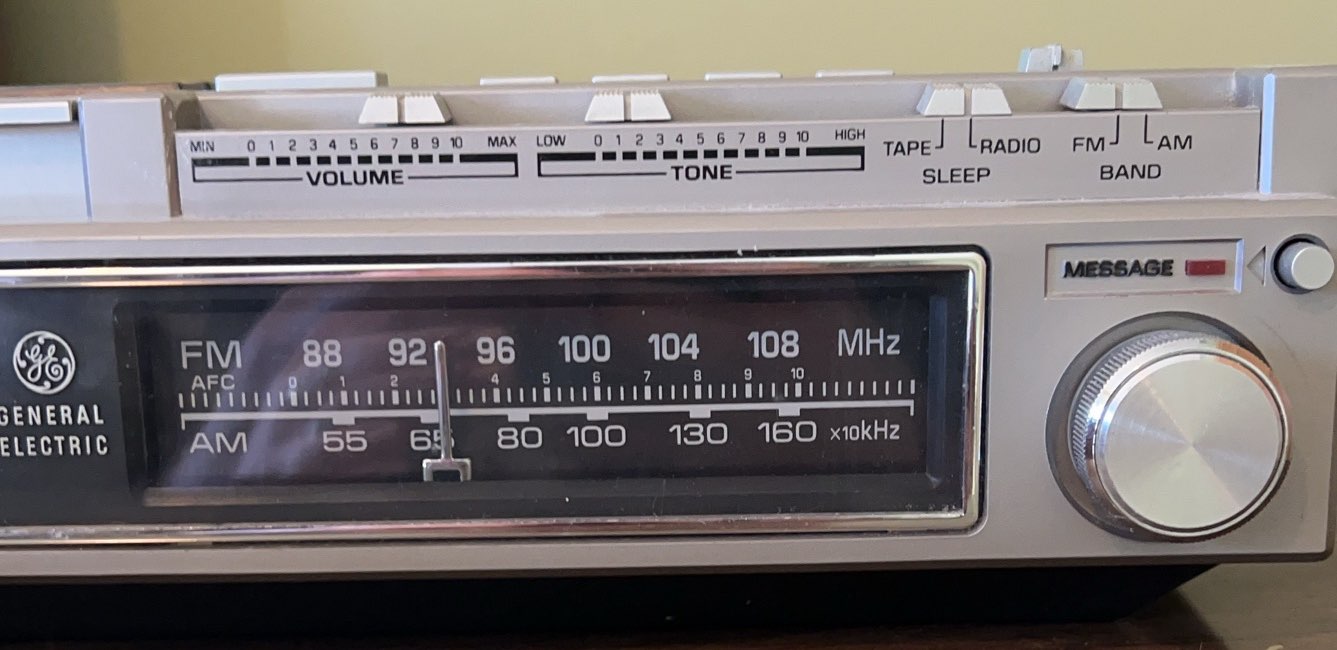 MIN 0 1 2 3 4 5 6 7 8 9 10 MAX
VOLUME
LOW 0 1 2 3 4 5 6 7 8 9 10 HIGH
TONE
TAPE RADIO
SLEEP
FM AM
BAND
MESSAGE
GE
GENERAL
ELECTRIC
FM 88 92 96 100 104 108 MHz
AFC 0 1 2 4 5 6 7 8 9 10
AM 55 65 80 100 130 160 x10kHz